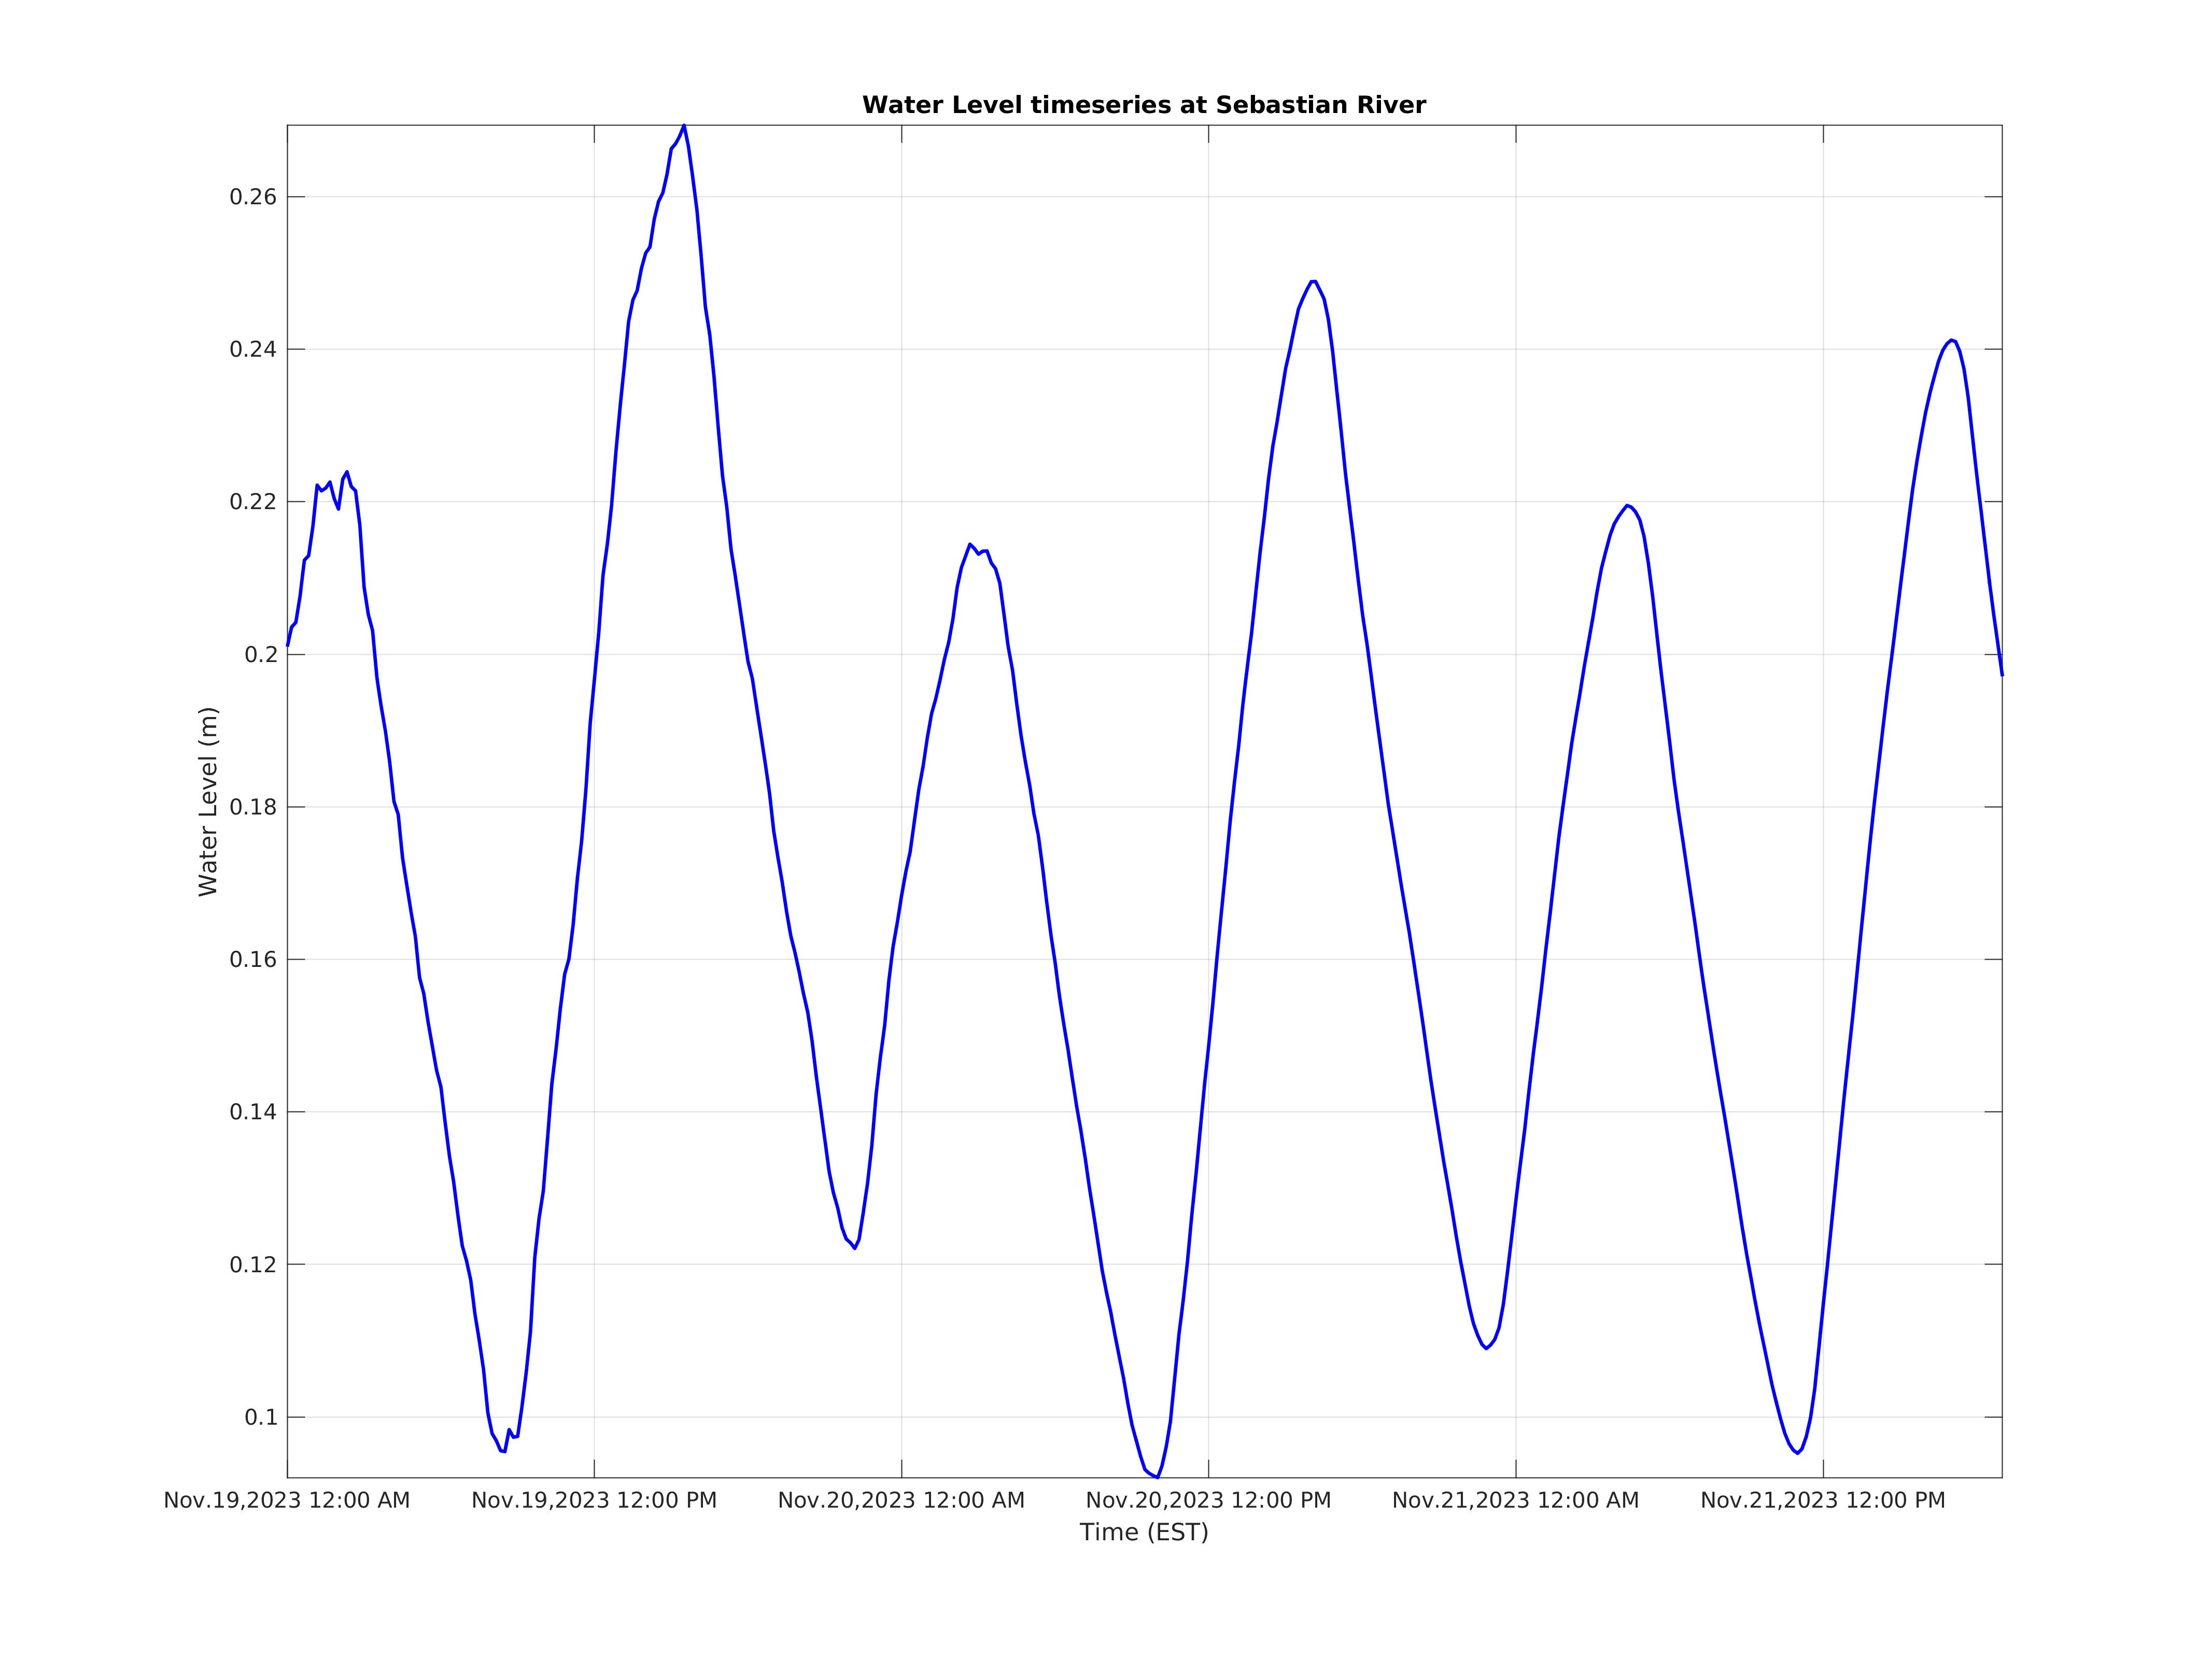 Water Level timeseries at Sebastian River
0.26
0.24
0.22
0.2
0.18
0.16
0.14
0.12
0.1
Water Level (m)
Nov.19,2023 12:00 AM Nov.19,2023 12:00 PM Nov.20,2023 12:00 AM Nov.20,2023 12:00 PM Nov.21,2023 12:00 AM Nov.21,2023 12:00 PM
Time (EST)